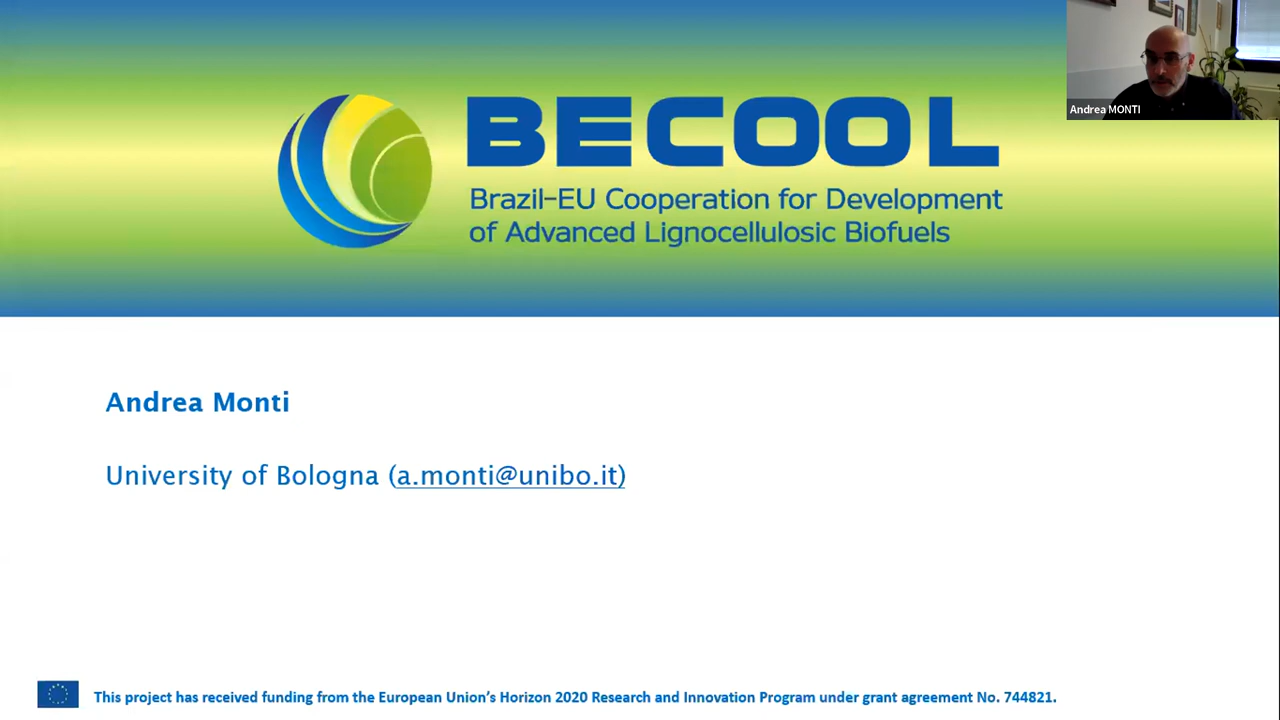 BECOOL
Brazil-EU Cooperation for Development
of Advanced Lignocellulosic Biofuels
Andrea MONTI
Andrea Monti
University of Bologna (a.monti@unibo.it)
This project has received funding from the European Union's Horizon 2020 Research and Innovation Program under grant agreement No. 744821.